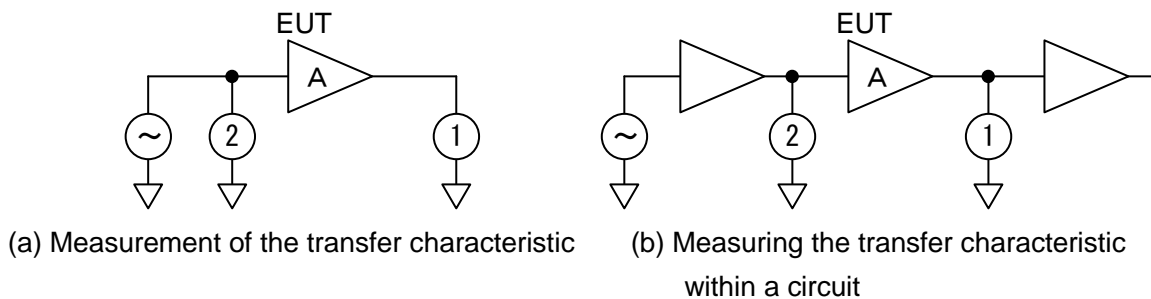 EUT
A
~
2
1
(a) Measurement of the transfer characteristic
EUT
A
~
2
1
(b) Measuring the transfer characteristic
within a circuit